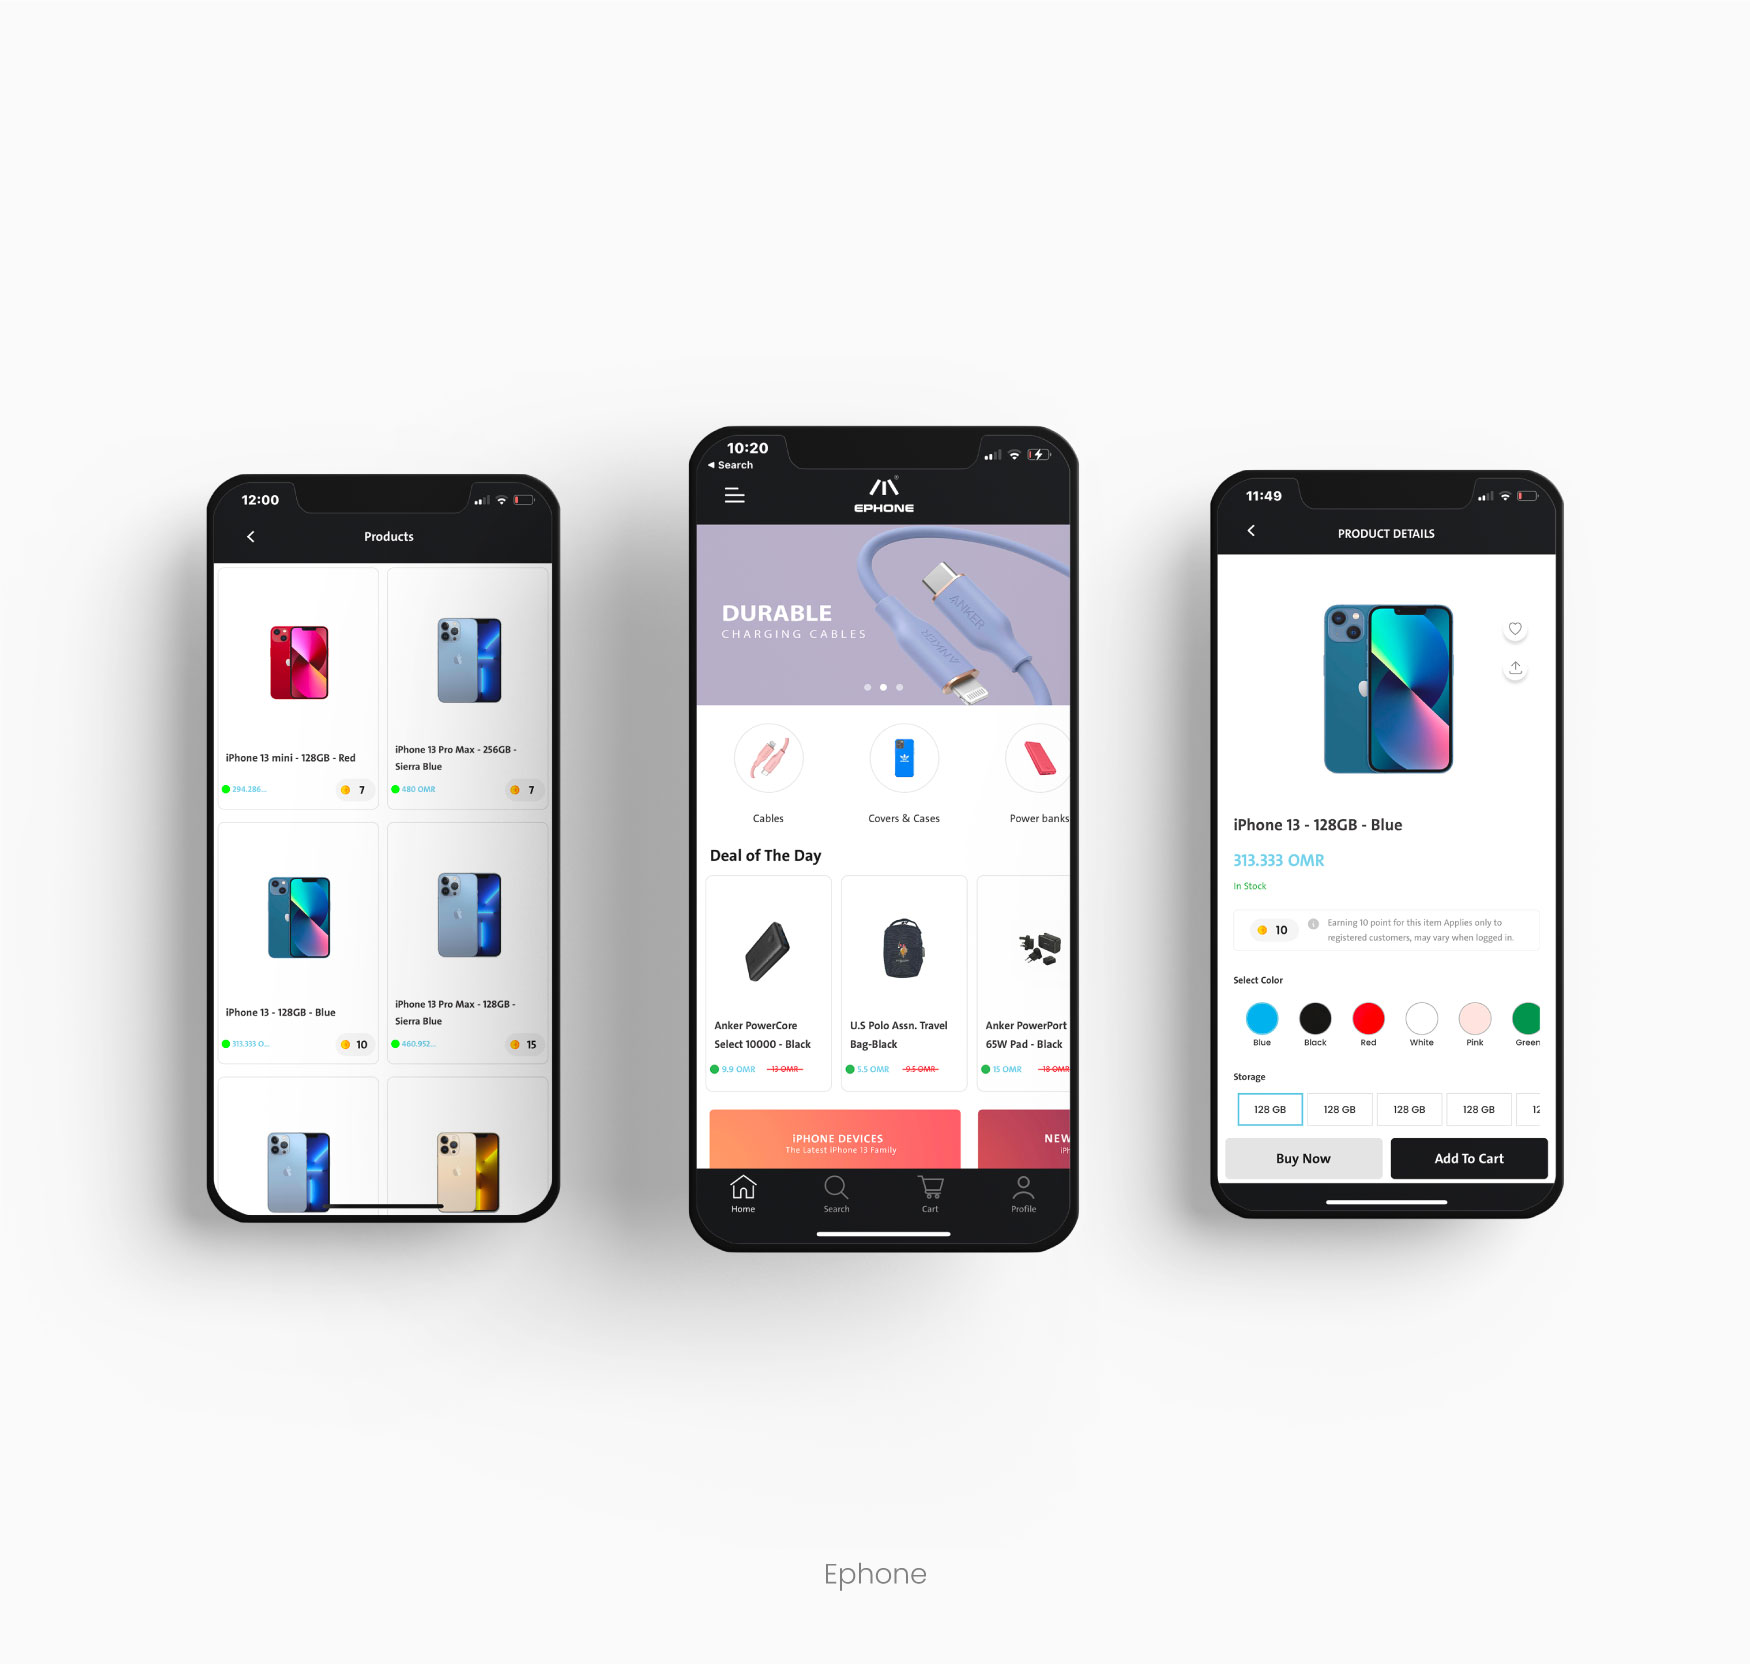 12:00
Products
iPhone 13 mini - 128GB - Red
294.286...
7
iPhone 13 Pro Max - 256GB -
Sierra Blue
480 OMR
7
iPhone 13 - 128GB - Blue
313.333 O...
10
iPhone 13 Pro Max - 128GB -
Sierra Blue
460.952...
15
10:20
Search
EPHONE
DURABLE
CHARGING CABLES
ANKER
ANKER
Cables
Covers & Cases
Power banks
Deal of The Day
Anker PowerCore
Select 10000 - Black
9.9 OMR 13 OMR
U.S Polo Assn. Travel
Bag-Black
5.5 OMR 9.5 OMR
Anker PowerPort
65W Pad - Black
15 OMR 18 OMR
iPHONE DEVICES
The Latest iPhone 13 Family
NEW
iPh
Home
Search
Cart
Profile
11:49
PRODUCT DETAILS
iPhone 13 - 128GB - Blue
313.333 OMR
In Stock
10
Earning 10 point for this item Applies only to
registered customers, may vary when logged in.
Select Color
Blue
Black
Red
White
Pink
Green
Storage
128 GB
128 GB
128 GB
128 GB
12
Buy Now
Add To Cart
Ephone